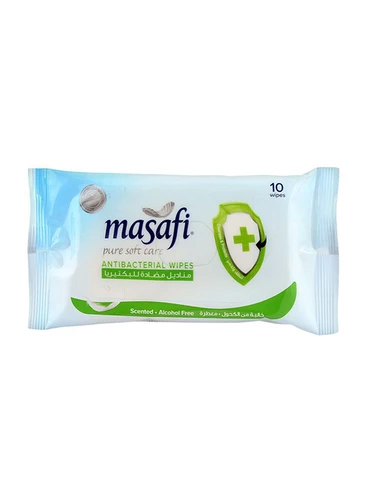 10
wipes
masafi
pure soft care
ANTIBACTERIAL WIPES
مناديل مضادة للبكتيريا
Scented - Alcohol Free
خالية من الكحول - معطرة